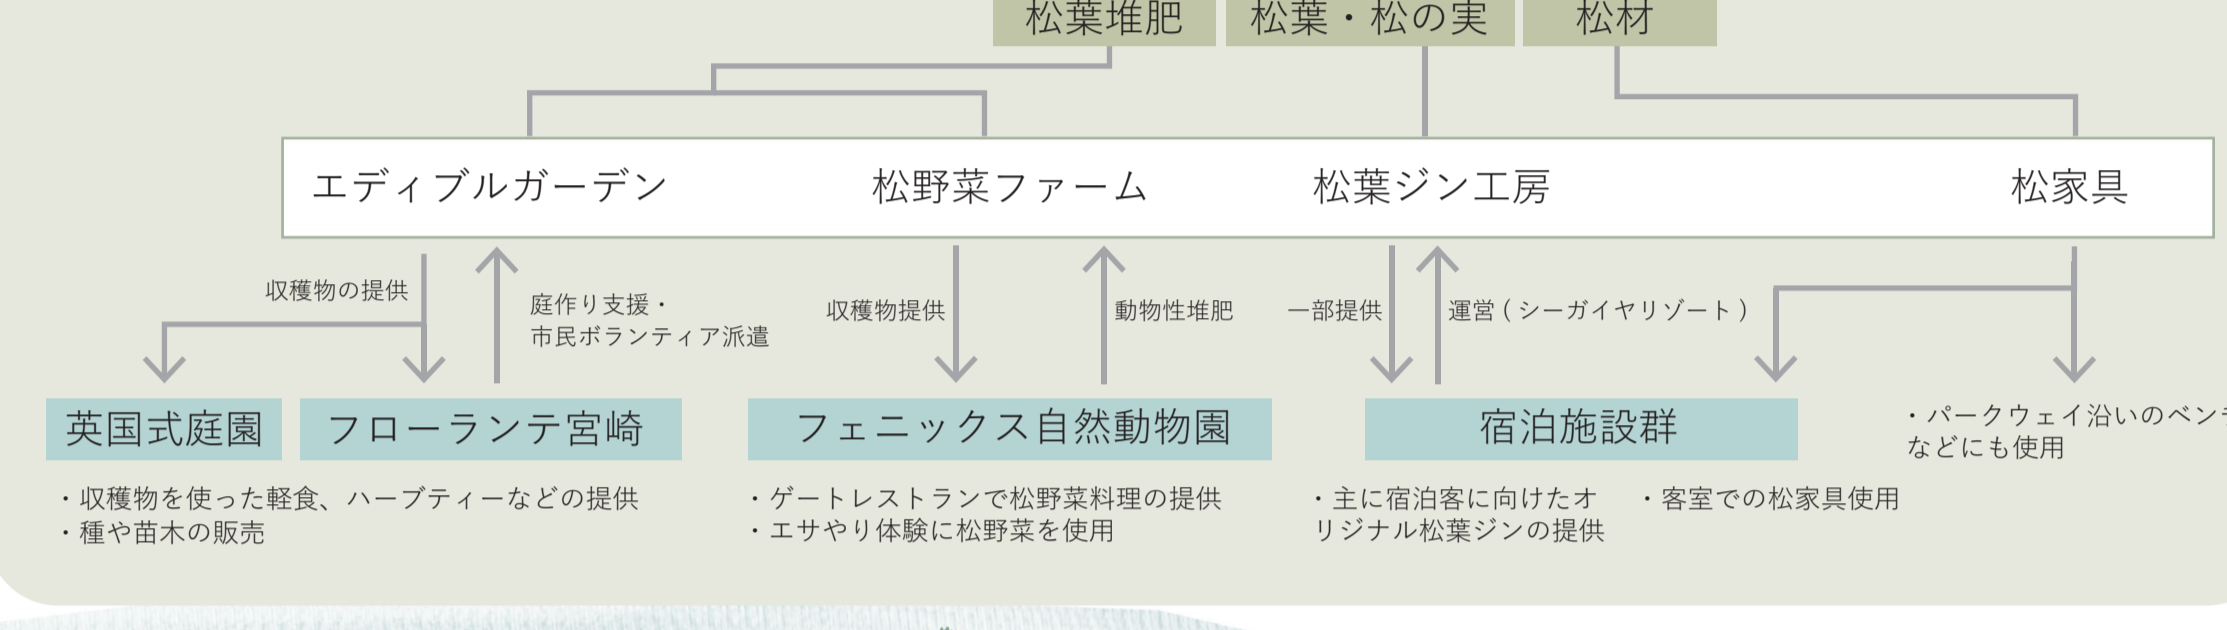 松葉堆肥
松葉・松の実
松材
エディブルガーデン
松野菜ファーム
松葉ジン工房
松家具
収穫物の提供
庭作り支援・
市民ボランティア派遣
収穫物提供
動物性堆肥
一部提供
運営(シーガイヤリゾート)
英国式庭園
フローランテ宮崎
フェニックス自然動物園
宿泊施設群
・パークウェイ沿いのベン
などにも使用
・収穫物を使った軽食、ハーブティーなどの提供
・種や苗木の販売
・ゲートレストランで松野菜料理の提供
・エサやり体験に松野菜を使用
・主に宿泊客に向けたオ
リジナル松葉ジンの提供
・客室での松家具使用